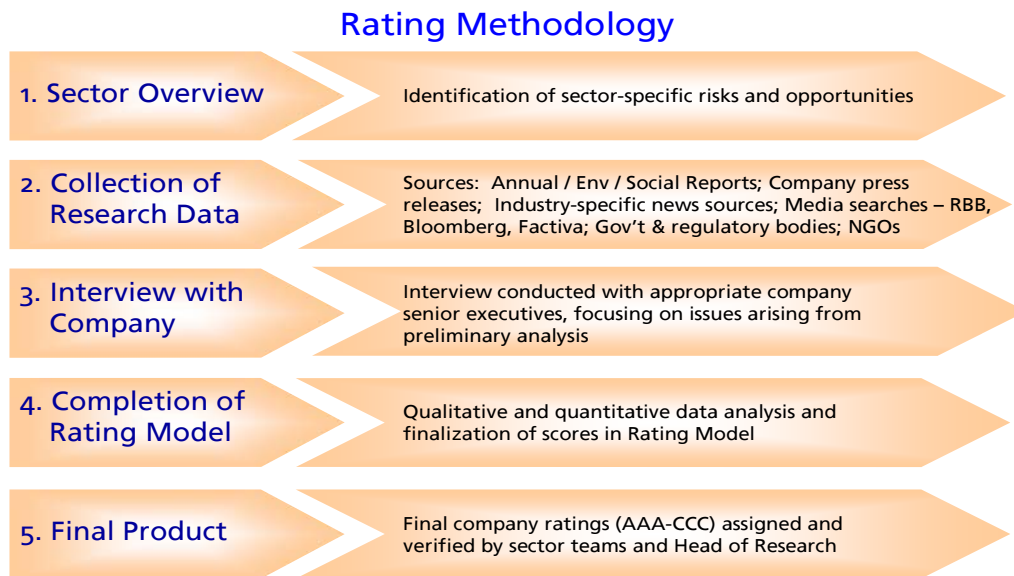 Rating Methodology
1. Sector Overview
Identification of sector-specific risks and opportunities
2. Collection of
Research Data
Sources:  Annual / Env / Social Reports; Company press
releases;  Industry-specific news sources; Media searches – RBB,
Bloomberg, Factiva; Gov’t & regulatory bodies; NGOs
3. Interview with
Company
Interview conducted with appropriate company
senior executives, focusing on issues arising from
preliminary analysis
4. Completion of
Rating Model
Qualitative and quantitative data analysis and
finalization of scores in Rating Model
5. Final Product
Final company ratings (AAA-CCC) assigned and
verified by sector teams and Head of Research